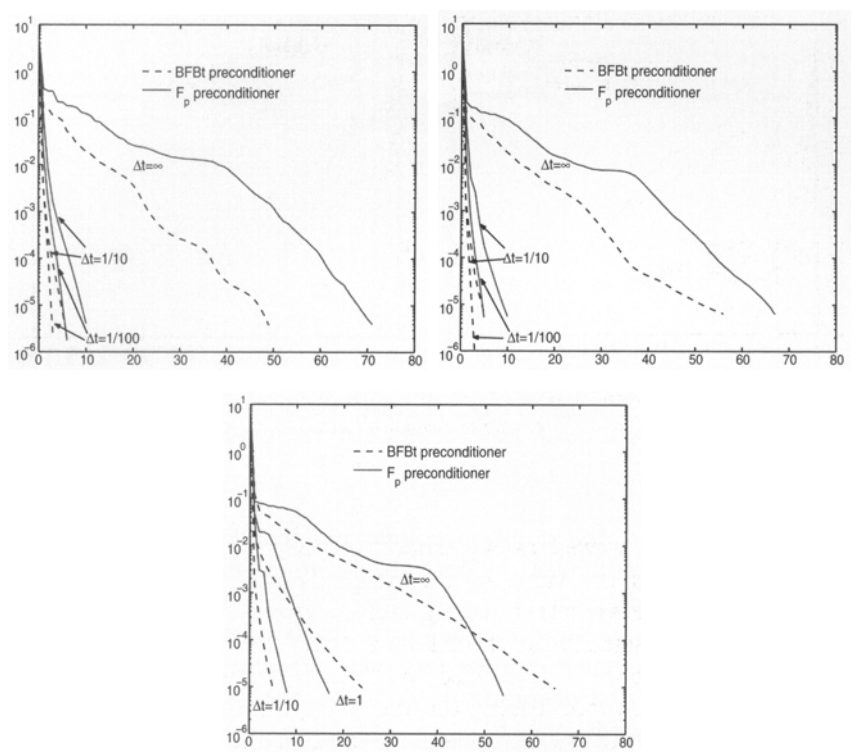 10^1
10^0
10^-1
10^-2
10^-3
10^-4
10^-5
10^-6
0 10 20 30 40 50 60 70 80
BFBt preconditioner
F_p preconditioner
Δt=∞
Δt=1/10
Δt=1/100
10^1
10^0
10^-1
10^-2
10^-3
10^-4
10^-5
10^-6
0 10 20 30 40 50 60 70 80
BFBt preconditioner
F_p preconditioner
Δt=∞
Δt=1/10
Δt=1/100
10^1
10^0
10^-1
10^-2
10^-3
10^-4
10^-5
10^-6
0 10 20 30 40 50 60 70 80
BFBt preconditioner
F_p preconditioner
Δt=∞
Δt=1/10
Δt=1